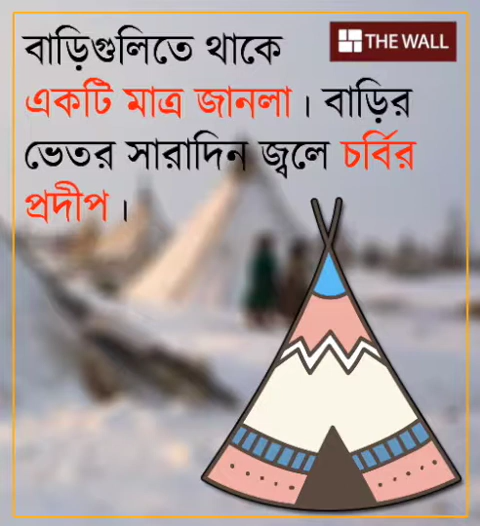 বাড়িগুলিতে থাকে
THE WALL
একটি মাত্র জানলা। বাড়ির
ভেতর সারাদিন জ্বলে চর্বির
প্রদীপ।